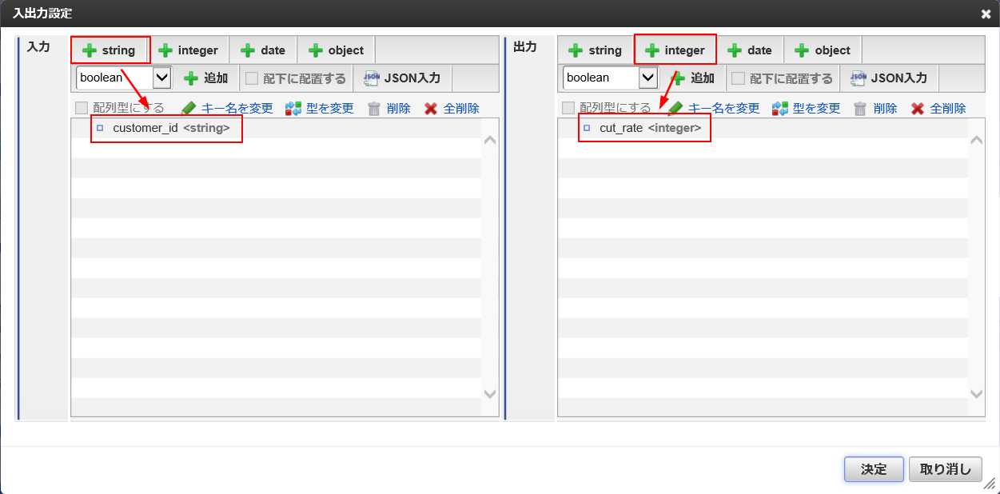 入出力設定
入力
string integer date object
boolean 追加 配下に配置する JSON JSON入力
配列型にする キー名を変更 型を変更 削除 全削除
customer_id <string>
出力
string integer date object
boolean 追加 配下に配置する JSON JSON入力
配列型にする キー名を変更 型を変更 削除 全削除
cut_rate <integer>
決定 取り消し